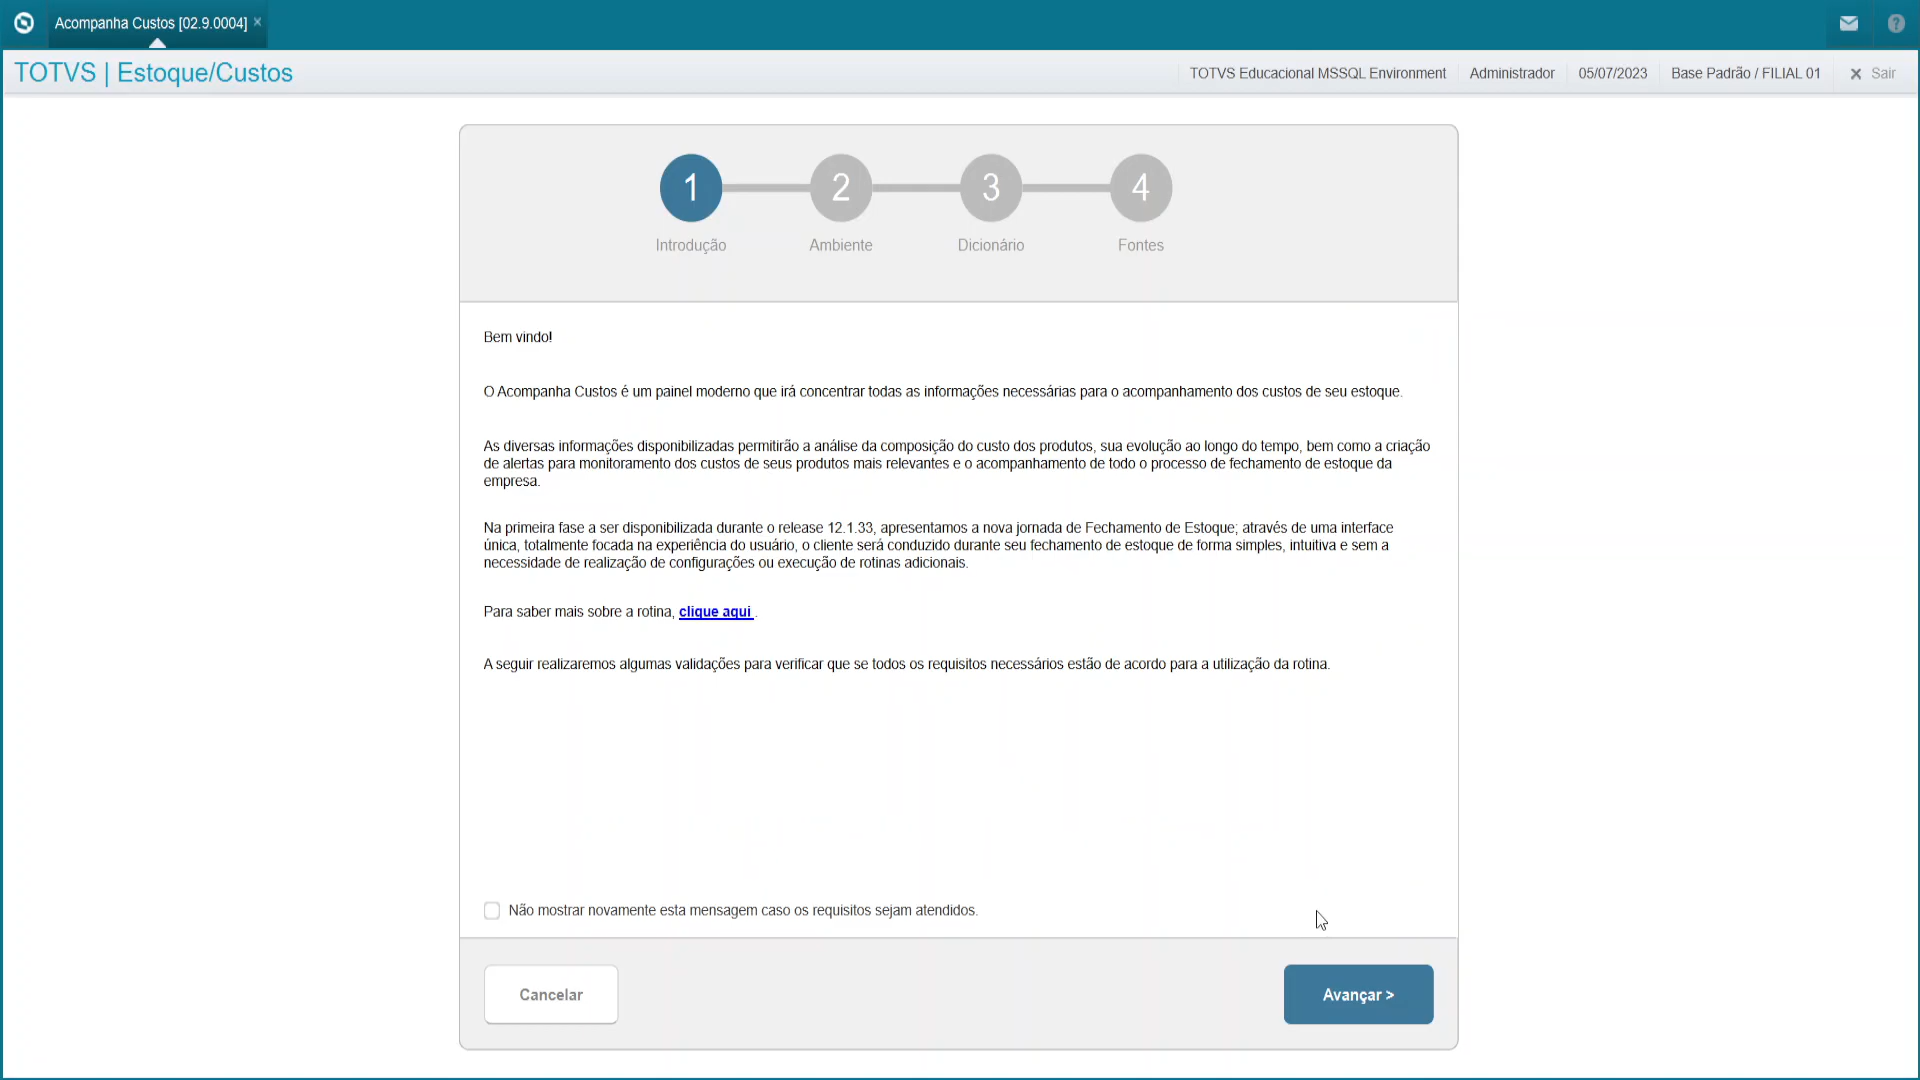 Acompanha Custos [02.9.0004] ×
TOTVS | Estoque/Custos
TOTVS Educacional MSSQL Environment
Administrador
05/07/2023
Base Padrão / FILIAL 01
Sair
1
2
3
4
Introdução
Ambiente
Dicionário
Fontes
Bem vindo!
O Acompanha Custos é um painel moderno que irá concentrar todas as informações necessárias para o acompanhamento dos custos de seu estoque.
As diversas informações disponibilizadas permitirão a análise da composição do custo dos produtos, sua evolução ao longo do tempo, bem como a criação
de alertas para monitoramento dos custos de seus produtos mais relevantes e o acompanhamento de todo o processo de fechamento de estoque da
empresa.
Na primeira fase a ser disponibilizada durante o release 12.1.33, apresentamos a nova jornada de Fechamento de Estoque; através de uma interface
única, totalmente focada na experiência do usuário, o cliente será conduzido durante seu fechamento de estoque de forma simples, intuitiva e sem a
necessidade de realização de configurações ou execução de rotinas adicionais.
Para saber mais sobre a rotina, clique aqui .
A seguir realizaremos algumas validações para verificar que se todos os requisitos necessários estão de acordo para a utilização da rotina.
Não mostrar novamente esta mensagem caso os requisitos sejam atendidos.
Cancelar
Avançar >